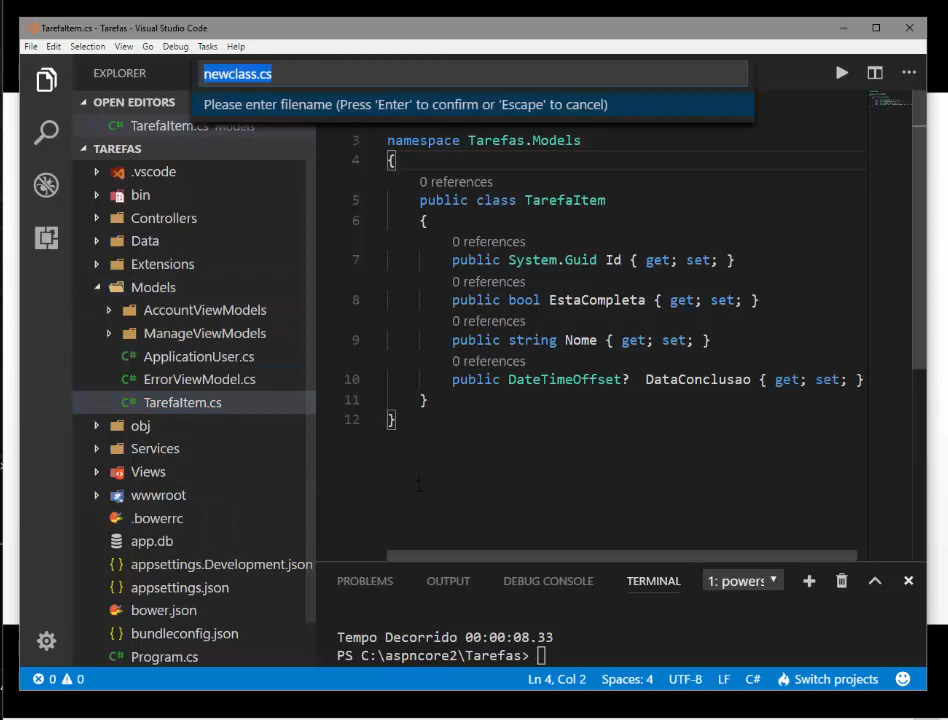 TarefaItem.cs - Tarefas - Visual Studio Code
File Edit Selection View Go Debug Tasks Help
EXPLORER
newclass.cs
Please enter filename (Press 'Enter' to confirm or 'Escape' to cancel)
OPEN EDITORS
TarefaItem.cs Models
TAREFAS
.vscode
bin
Controllers
Data
Extensions
Models
AccountViewModels
ManageViewModels
C# ApplicationUser.cs
C# ErrorViewModel.cs
C# TarefaItem.cs
obj
Services
Views
wwwroot
.bowerrc
app.db
{ } appsettings.Development.json
{ } appsettings.json
bower.json
{ } bundleconfig.json
C# Program.cs
3 namespace Tarefas.Models
4 {
0 references
5 public class TarefaItem
6 {
0 references
7 public System.Guid Id { get; set; }
0 references
8 public bool EstaCompleta { get; set; }
0 references
9 public string Nome { get; set; }
0 references
10 public DateTimeOffset? DataConclusao { get; set; }
11 }
12 }
PROBLEMS OUTPUT DEBUG CONSOLE TERMINAL 1: powers
Tempo Decorrido 00:00:08.33
PS C:\aspncore2\Tarefas>
0 0 Ln 4, Col 2 Spaces: 4 UTF-8 LF C# Switch projects